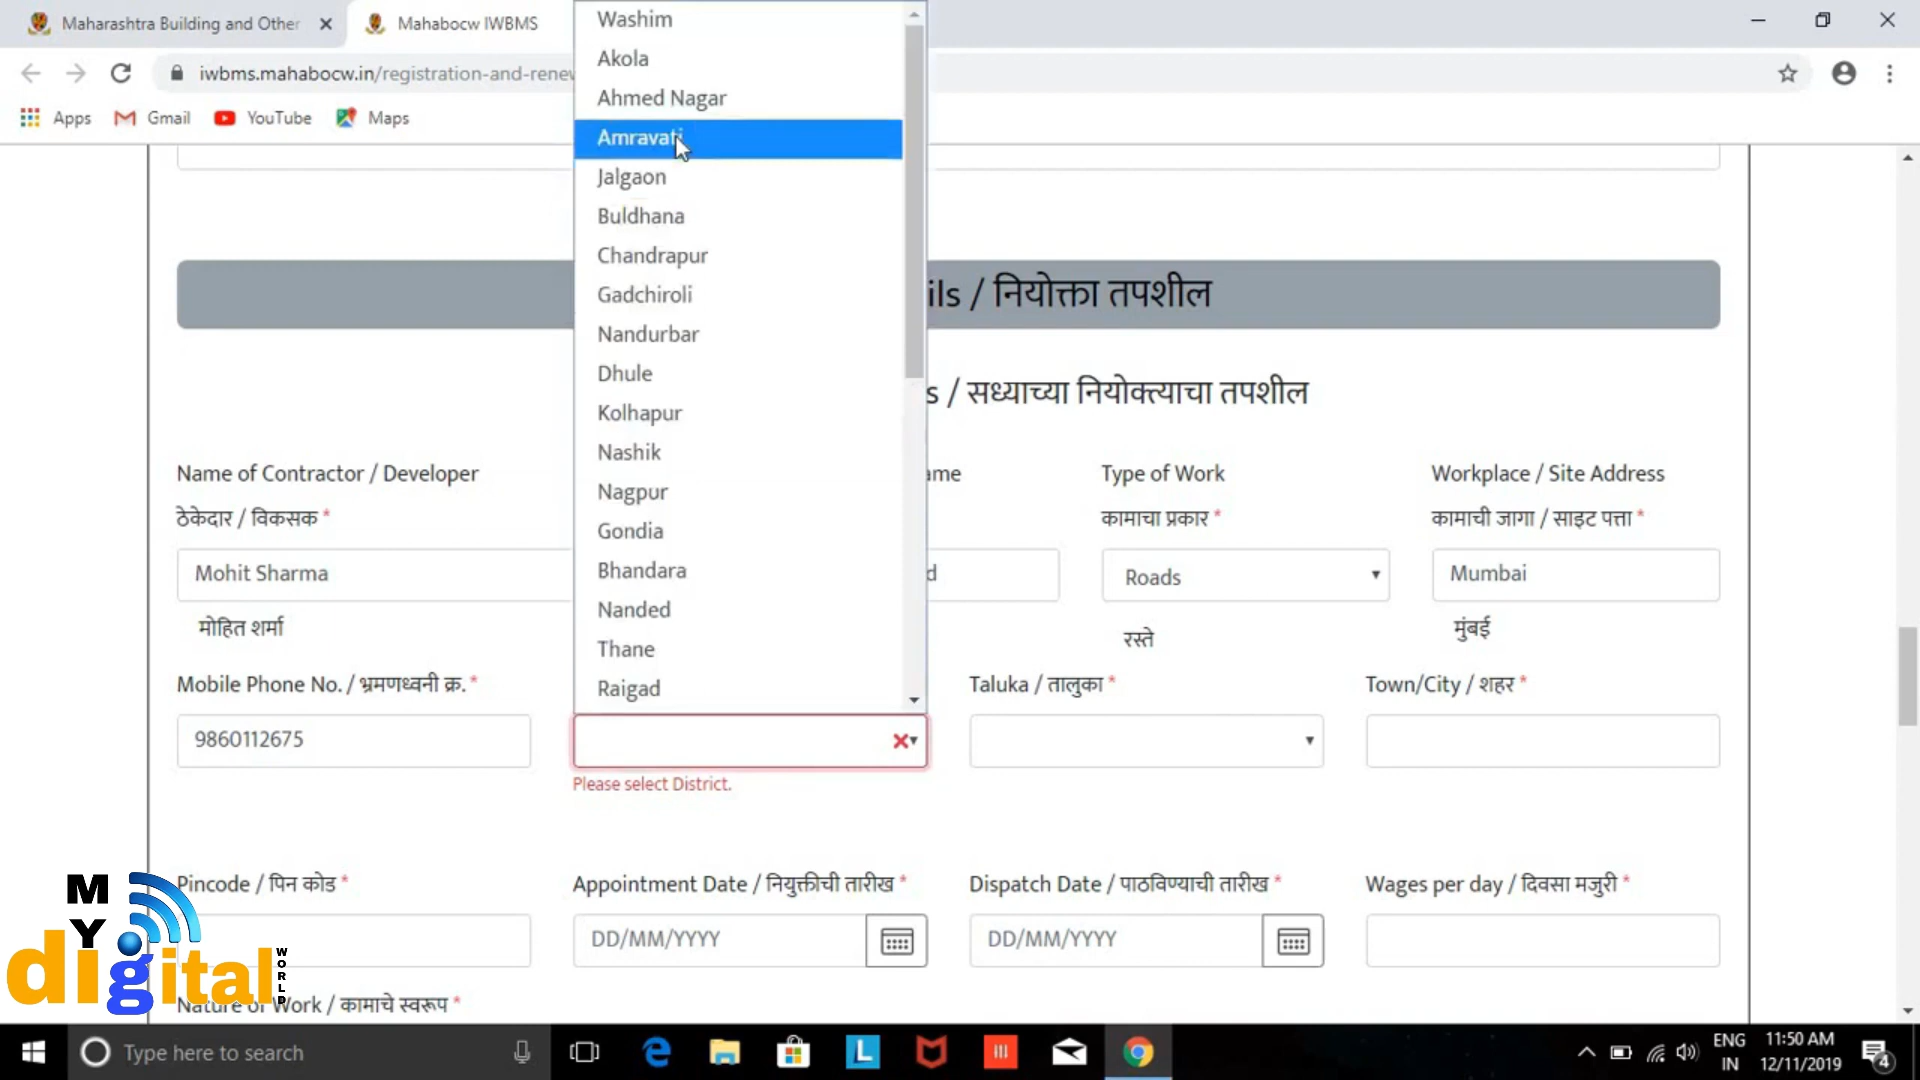 Maharashtra Building and Other
Mahabocw IWBMS
iwbms.mahabocw.in/registration-and-renew
Apps
Gmail
YouTube
Maps
Washim
Akola
Ahmed Nagar
Amravati
Jalgaon
Buldhana
Chandrapur
Gadchiroli
Nandurbar
Dhule
Kolhapur
Nashik
Nagpur
Gondia
Bhandara
Nanded
Thane
Raigad
ils / नियोक्ता तपशील
s / सध्याच्या नियोक्त्याचा तपशील
Name of Contractor / Developer
ame
Type of Work
Workplace / Site Address
ठेकेदार / विकसक *
कामाचा प्रकार *
कामाची जागा / साइट पत्ता *
Mohit Sharma
d
Roads
Mumbai
मोहित शर्मा
रस्ते
मुंबई
Mobile Phone No. / भ्रमणध्वनी क्र. *
Taluka / तालुका *
Town/City / शहर *
9860112675
Please select District.
Pincode / पिन कोड *
Appointment Date / नियुक्तीची तारीख *
Dispatch Date / पाठविण्याची तारीख *
Wages per day / दिवसा मजुरी *
DD/MM/YYYY
DD/MM/YYYY
Nature of Work / कामाचे स्वरूप *
MY
digital
WORLD
Type here to search
ENG
IN
11:50 AM
12/11/2019
4